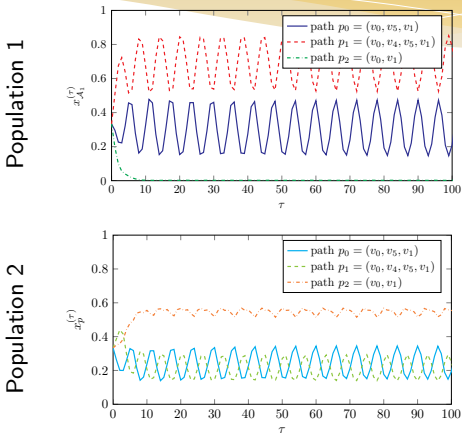 Population 1
1
0.8
0.6
0.4
0.2
0
x_{\mathcal{A}_1}^{(τ)}
path p_0 = (v_0, v_5, v_1)
path p_1 = (v_0, v_4, v_5, v_1)
path p_2 = (v_0, v_1)
0 10 20 30 40 50 60 70 80 90 100
τ
Population 2
1
0.8
0.6
0.4
0.2
0
x_p^{(τ)}
path p_0 = (v_0, v_5, v_1)
path p_1 = (v_0, v_4, v_5, v_1)
path p_2 = (v_0, v_1)
0 10 20 30 40 50 60 70 80 90 100
τ